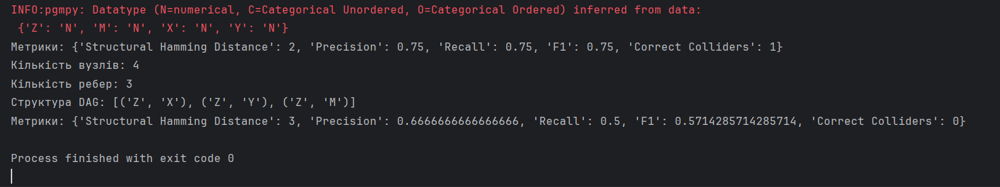 INFO:pgmpy: Datatype (N=numerical, C=Categorical Unordered, O=Categorical Ordered) inferred from data:
 {'Z': 'N', 'M': 'N', 'X': 'N', 'Y': 'N'}
Метрики: {'Structural Hamming Distance': 2, 'Precision': 0.75, 'Recall': 0.75, 'F1': 0.75, 'Correct Colliders': 1}
Кількість вузлів: 4
Кількість ребер: 3
Структура DAG: [('Z', 'X'), ('Z', 'Y'), ('Z', 'M')]
Метрики: {'Structural Hamming Distance': 3, 'Precision': 0.6666666666666666, 'Recall': 0.5, 'F1': 0.5714285714285714, 'Correct Colliders': 0}
Process finished with exit code 0